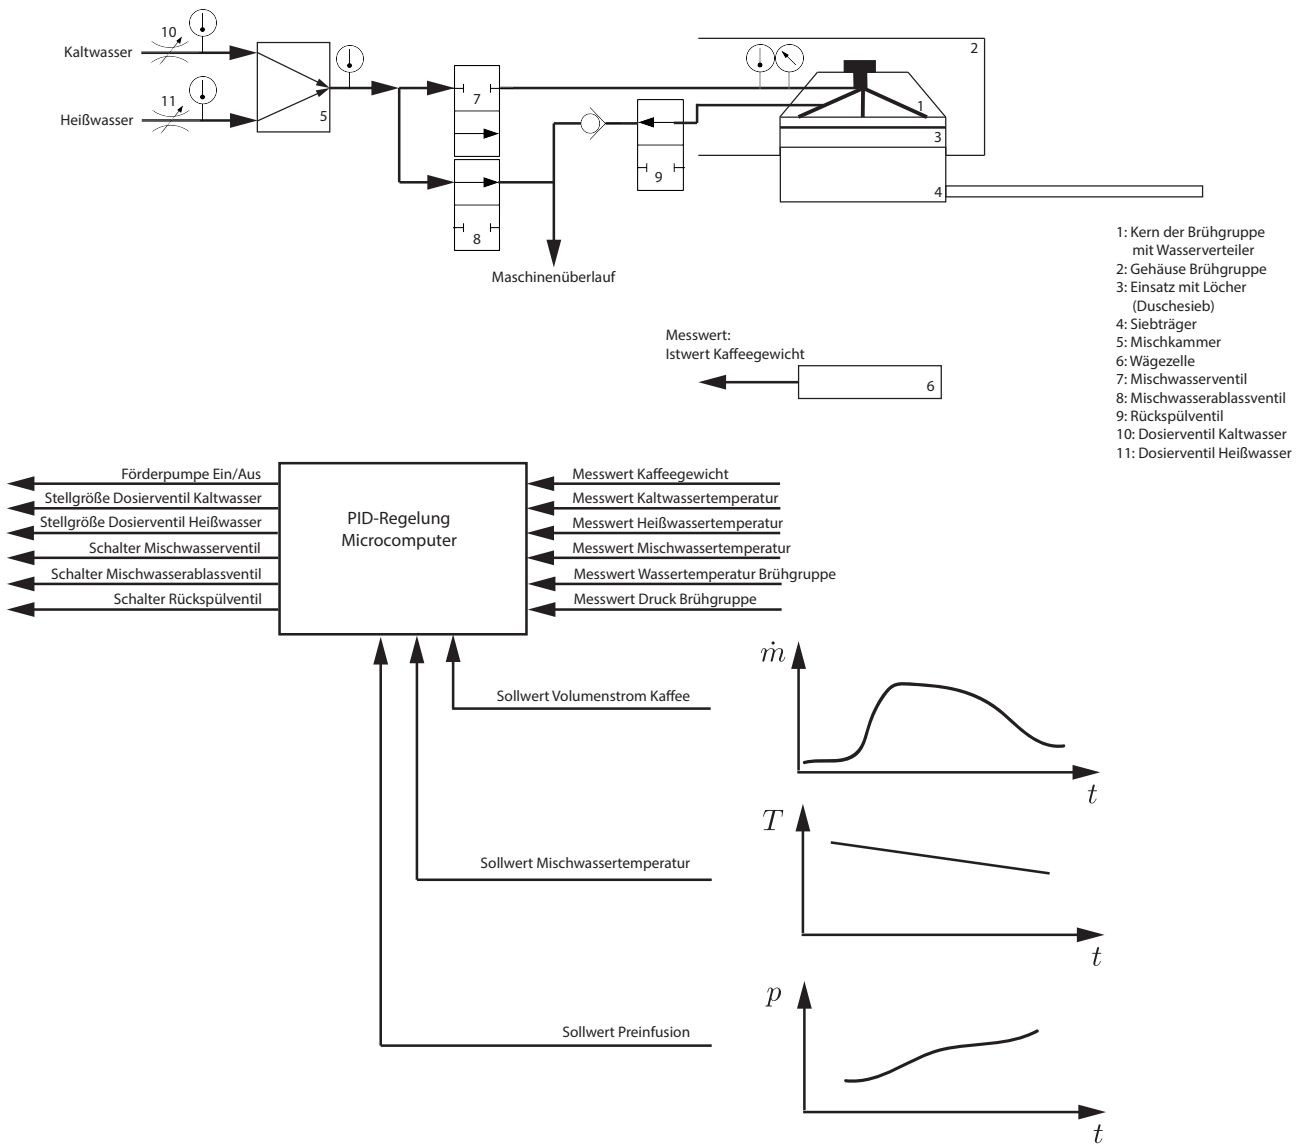 10
Kaltwasser
11
Heißwasser
5
7
8
9
2
1
3
4
Maschinenüberlauf
1: Kern der Brühgruppe
mit Wasserverteiler
2: Gehäuse Brühgruppe
3: Einsatz mit Löcher
(Duschesieb)
4: Siebträger
5: Mischkammer
6: Wägezelle
7: Mischwasserventil
8: Mischwasserablassventil
9: Rückspülventil
10: Dosierventil Kaltwasser
11: Dosierventil Heißwasser
Messwert:
Istwert Kaffeegewicht
6
Förderpumpe Ein/Aus
Stellgröße Dosierventil Kaltwasser
Stellgröße Dosierventil Heißwasser
Schalter Mischwasserventil
Schalter Mischwasserablassventil
Schalter Rückspülventil
PID-Regelung
Microcomputer
Messwert Kaffeegewicht
Messwert Kaltwassertemperatur
Messwert Heißwassertemperatur
Messwert Mischwassertemperatur
Messwert Wassertemperatur Brühgruppe
Messwert Druck Brühgruppe
Sollwert Volumenstrom Kaffee
ṁ
t
Sollwert Mischwassertemperatur
T
t
Sollwert Preinfusion
p
t